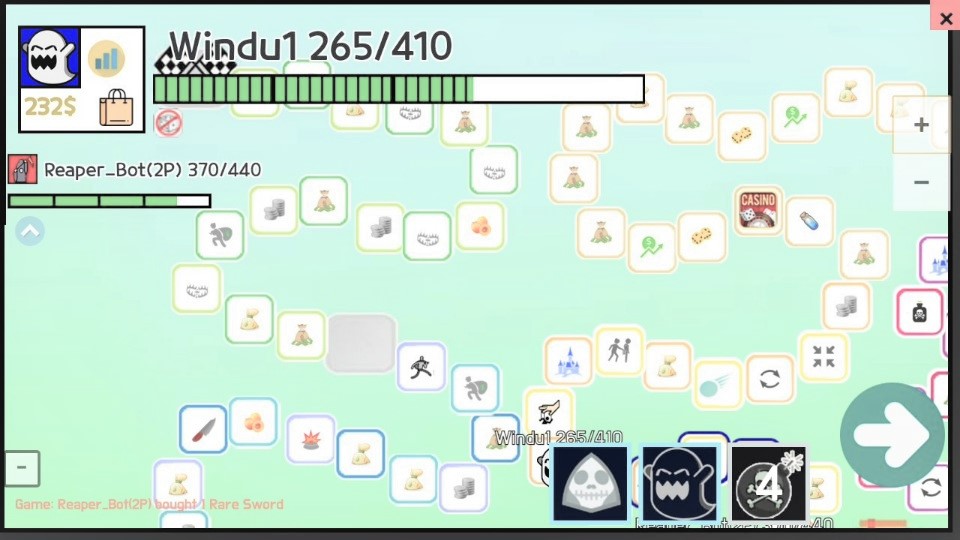 Windu1 265/410
232$
Reaper_Bot(2P) 370/440
CASINO
Windu1 265/410
4
Game: Reaper_Bot(2P) bought 1 Rare Sword